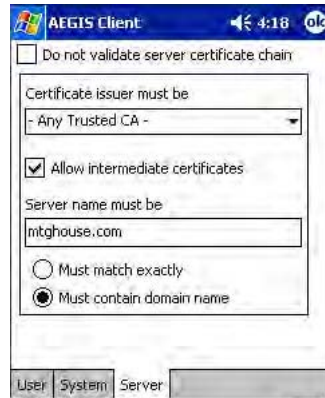 AEGIS Client 4:18 ok
Do not validate server certificate chain
Certificate issuer must be
- Any Trusted CA -
Allow intermediate certificates
Server name must be
mtghouse.com
Must match exactly
Must contain domain name
User System Server